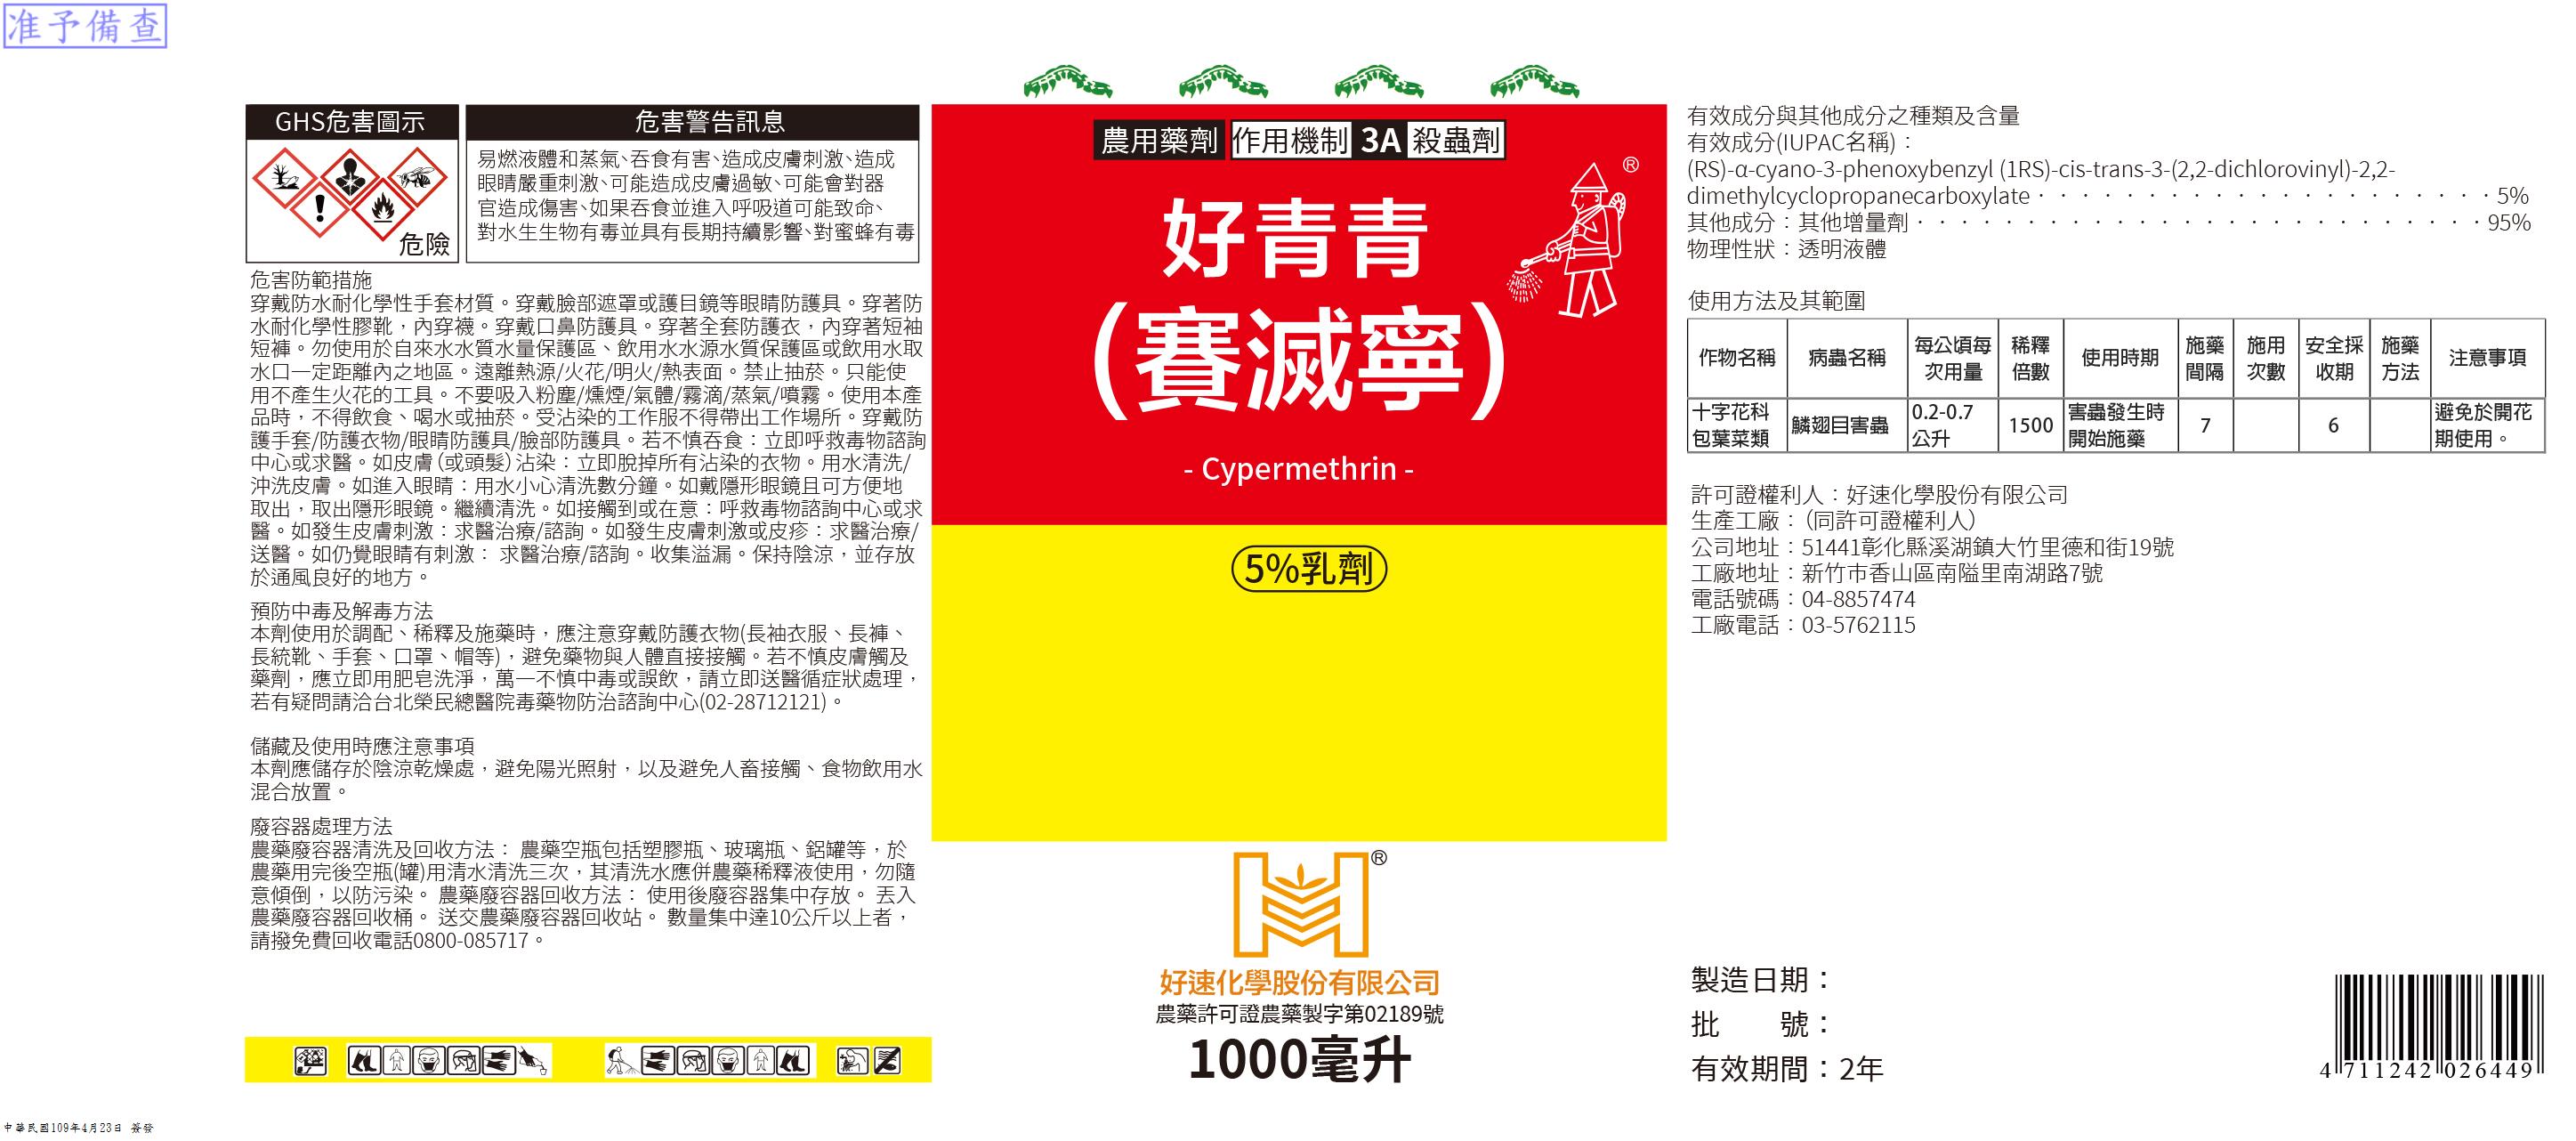 准予備查
GHS危害圖示
危險
危害警告訊息
易燃液體和蒸氣、吞食有害、造成皮膚刺激、造成
眼睛嚴重刺激、可能造成皮膚過敏、可能會對器
官造成傷害、如果吞食並進入呼吸道可能致命、
對水生生物有毒並具有長期持續影響、對蜜蜂有毒
危害防範措施
穿戴防水耐化學性手套材質。穿戴臉部遮罩或護目鏡等眼睛防護具。穿著防
水耐化學性膠靴，內穿襪。穿戴口鼻防護具。穿著全套防護衣，內穿著短袖
短褲。勿使用於自來水水質水量保護區、飲用水水源水質保護區或飲用水取
水口一定距離內之地區。遠離熱源/火花/明火/熱表面。禁止抽菸。只能使
用不產生火花的工具。不要吸入粉塵/燻煙/氣體/霧滴/蒸氣/噴霧。使用本產
品時，不得飲食、喝水或抽菸。受沾染的工作服不得帶出工作場所。穿戴防
護手套/防護衣物/眼睛防護具/臉部防護具。若不慎吞食：立即呼救毒物諮詢
中心或求醫。如皮膚（或頭髮）沾染：立即脫掉所有沾染的衣物。用水清洗/
沖洗皮膚。如進入眼睛：用水小心清洗數分鐘。如戴隱形眼鏡且可方便地
取出，取出隱形眼鏡。繼續清洗。如接觸到或在意：呼救毒物諮詢中心或求
醫。如發生皮膚刺激：求醫治療/諮詢。如發生皮膚刺激或皮疹：求醫治療/
送醫。如仍覺眼睛有刺激： 求醫治療/諮詢。收集溢漏。保持陰涼，並存放
於通風良好的地方。
預防中毒及解毒方法
本劑使用於調配、稀釋及施藥時，應注意穿戴防護衣物(長袖衣服、長褲、
長統靴、手套、口罩、帽等)，避免藥物與人體直接接觸。若不慎皮膚觸及
藥劑，應立即用肥皂洗淨，萬一不慎中毒或誤飲，請立即送醫循症狀處理，
若有疑問請洽台北榮民總醫院毒藥物防治諮詢中心(02-28712121)。
儲藏及使用時應注意事項
本劑應儲存於陰涼乾燥處，避免陽光照射，以及避免人畜接觸、食物飲用水
混合放置。
廢容器處理方法
農藥廢容器清洗及回收方法： 農藥空瓶包括塑膠瓶、玻璃瓶、鋁罐等，於
農藥用完後空瓶(罐)用清水清洗三次，其清洗水應併農藥稀釋液使用，勿隨
意傾倒，以防污染。 農藥廢容器回收方法： 使用後廢容器集中存放。 丟入
農藥廢容器回收桶。 送交農藥廢容器回收站。 數量集中達10公斤以上者，
請撥免費回收電話0800-085717。
農用藥劑 作用機制 3A 殺蟲劑
®
好青青
(賽滅寧)
- Cypermethrin -
5%乳劑
®
好速化學股份有限公司
農藥許可證農藥製字第02189號
1000毫升
有效成分與其他成分之種類及含量
有效成分(IUPAC名稱)：
(RS)-α-cyano-3-phenoxybenzyl (1RS)-cis-trans-3-(2,2-dichlorovinyl)-2,2-
dimethylcyclopropanecarboxylate····················5%
其他成分：其他增量劑··························95%
物理性狀：透明液體
使用方法及其範圍
作物名稱 病蟲名稱 每公頃每次用量 稀釋倍數 使用時期 施藥間隔 施用次數 安全採收期 施藥方法 注意事項
十字花科包葉菜類 鱗翅目害蟲 0.2-0.7公升 1500 害蟲發生時開始施藥 7 6 避免於開花期使用。
許可證權利人：好速化學股份有限公司
生產工廠：（同許可證權利人）
公司地址：51441彰化縣溪湖鎮大竹里德和街19號
工廠地址：新竹市香山區南隘里南湖路7號
電話號碼：04-8857474
工廠電話：03-5762115
製造日期：
批 號：
有效期間：2年
4 711242 026449
中華民國109年4月23日 簽發